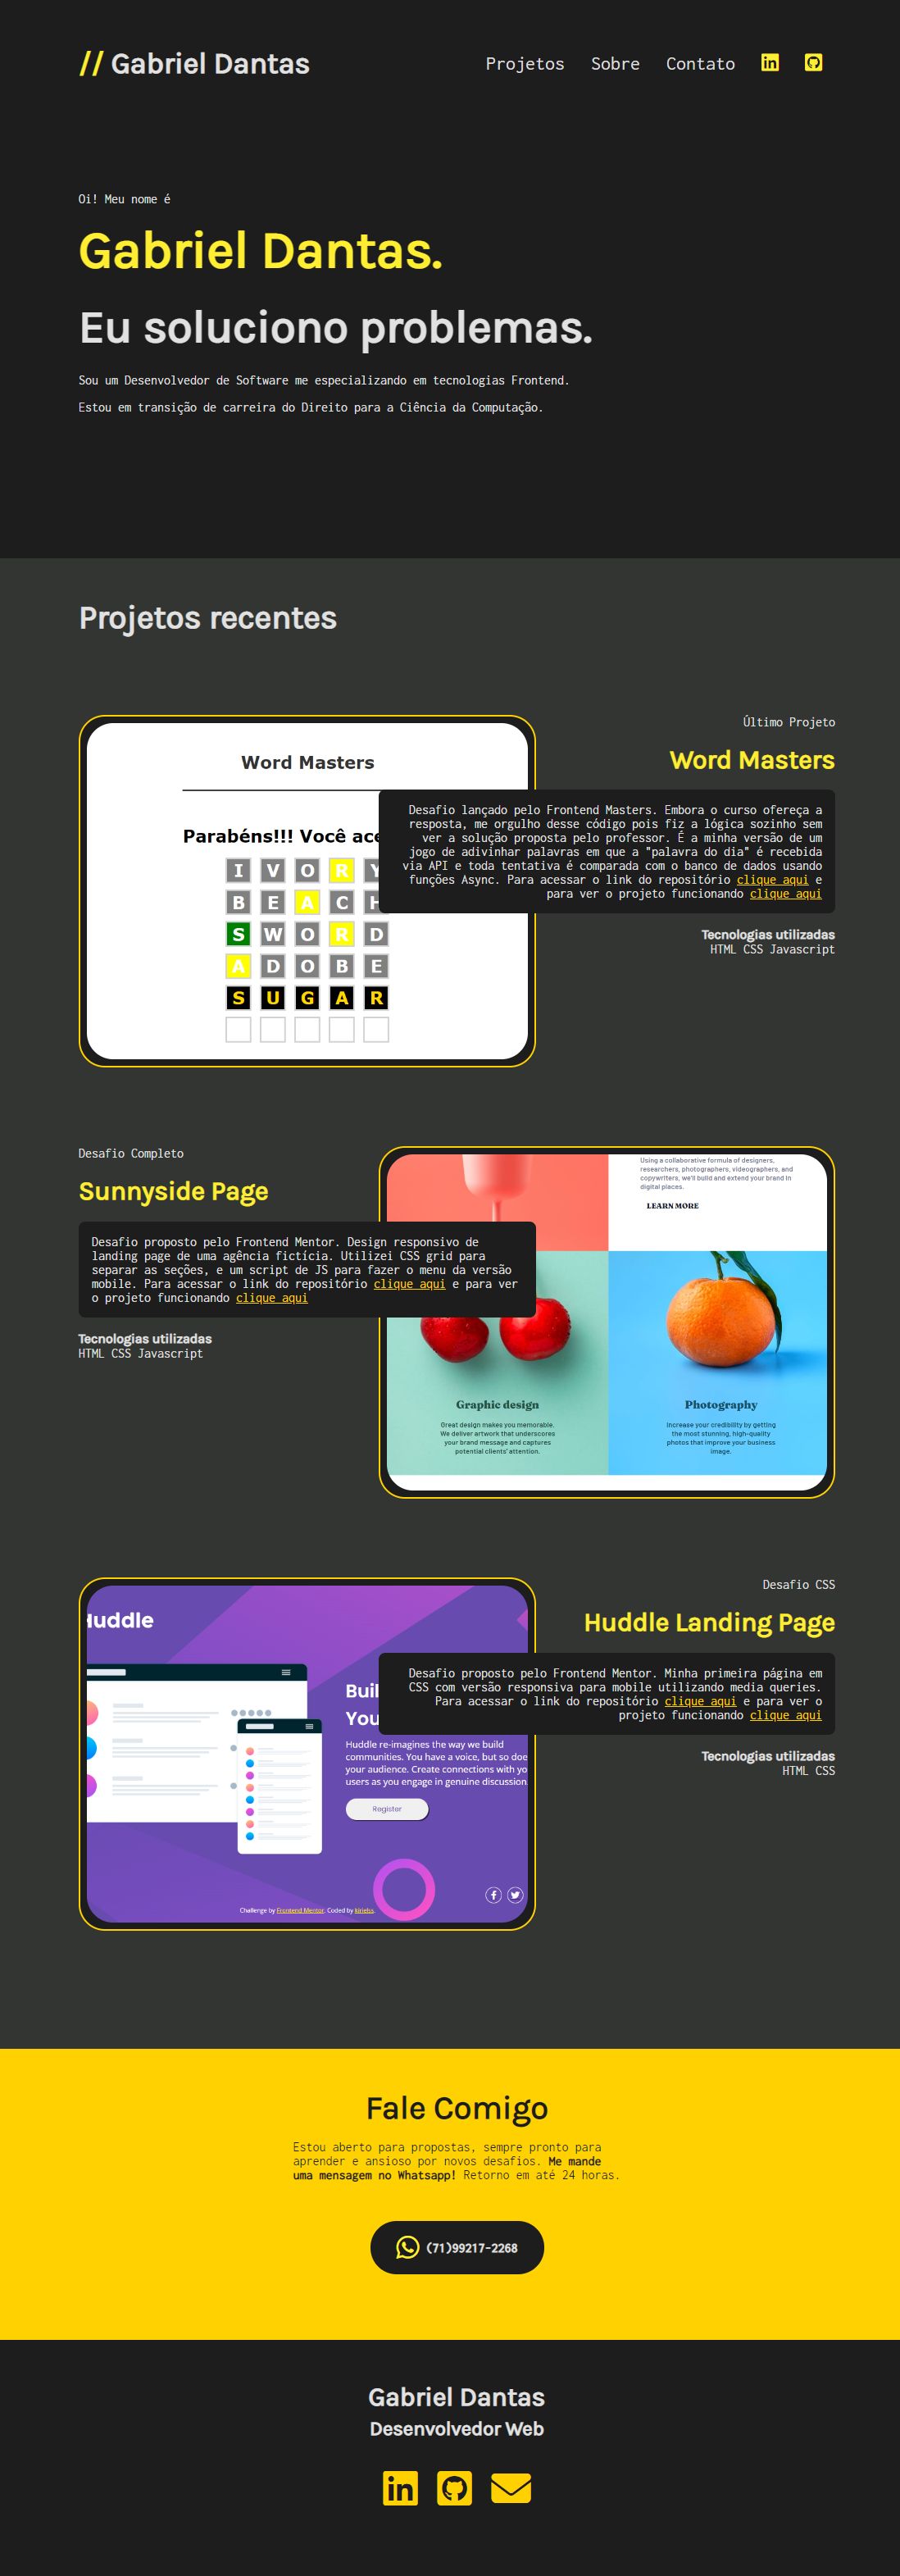 // Gabriel Dantas
Projetos Sobre Contato
Oi! Meu nome é
Gabriel Dantas.
Eu soluciono problemas.
Sou um Desenvolvedor de Software me especializando em tecnologias Frontend.
Estou em transição de carreira do Direito para a Ciência da Computação.
Projetos recentes
Word Masters
Parabéns!!! Você ace
I V O R Y
B E A C H
S W O R D
A D O B E
S U G A R
Último Projeto
Word Masters
Desafio lançado pelo Frontend Masters. Embora o curso ofereça a
resposta, me orgulho desse código pois fiz a lógica sozinho sem
ver a solução proposta pelo professor. É a minha versão de um
jogo de adivinhar palavras em que a "palavra do dia" é recebida
via API e toda tentativa é comparada com o banco de dados usando
funções Async. Para acessar o link do repositório clique aqui e
para ver o projeto funcionando clique aqui
Tecnologias utilizadas
HTML CSS Javascript
Desafio Completo
Sunnyside Page
Desafio proposto pelo Frontend Mentor. Design responsivo de
landing page de uma agência fictícia. Utilizei CSS grid para
separar as seções, e um script de JS para fazer o menu da versão
mobile. Para acessar o link do repositório clique aqui e para ver
o projeto funcionando clique aqui
Tecnologias utilizadas
HTML CSS Javascript
Using a collaborative formula of designers,
researchers, photographers, videographers, and
copywriters, we'll build and extend your brand in
digital places.
LEARN MORE
Graphic design
Great design makes you memorable.
We deliver artwork that underscores
your brand message and captures
potential clients' attention.
Photography
Increase your credibility by getting
the most stunning, high-quality
photos that improve your business
image.
Huddle
Buil
You
Huddle re-imagines the way we build
communities. You have a voice, but so doe
your audience. Create connections with yo
users as you engage in genuine discussion.
Register
Challenge by Frontend Mentor. Coded by kiriehs.
Desafio CSS
Huddle Landing Page
Desafio proposto pelo Frontend Mentor. Minha primeira página em
CSS com versão responsiva para mobile utilizando media queries.
Para acessar o link do repositório clique aqui e para ver o
projeto funcionando clique aqui
Tecnologias utilizadas
HTML CSS
Fale Comigo
Estou aberto para propostas, sempre pronto para
aprender e ansioso por novos desafios. Me mande
uma mensagem no Whatsapp! Retorno em até 24 horas.
(71)99217-2268
Gabriel Dantas
Desenvolvedor Web